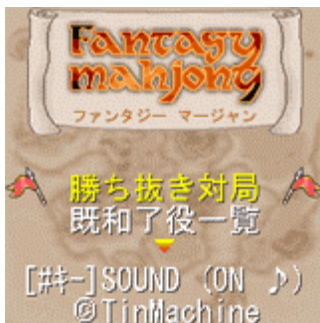 Fantasy
mahjong
ファンタジー マージャン
勝ち抜き対局
既和了役一覧
[#キー]SOUND (ON ♪)
©TinMachine